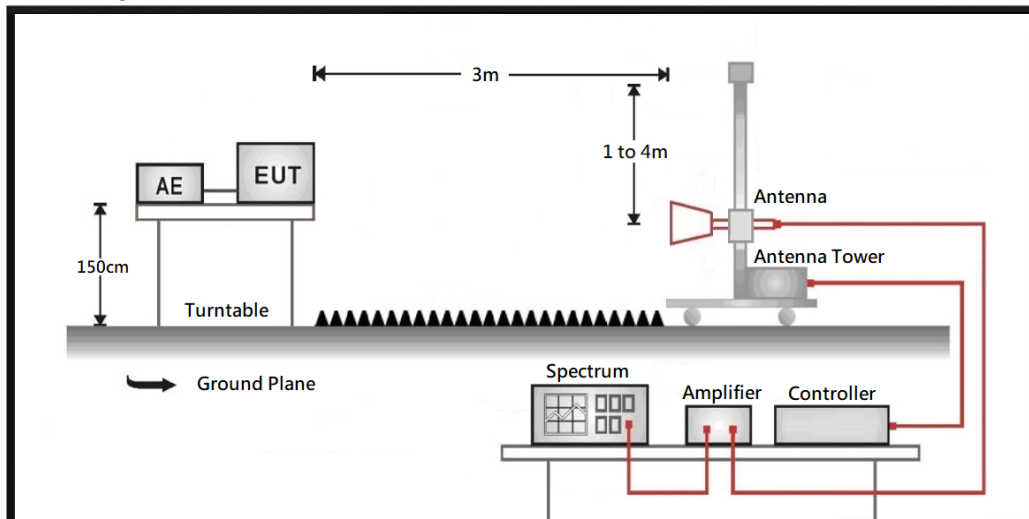 3m
1 to 4m
AE
EUT
Antenna
150cm
Antenna Tower
Turntable
Ground Plane
Spectrum
Amplifier
Controller